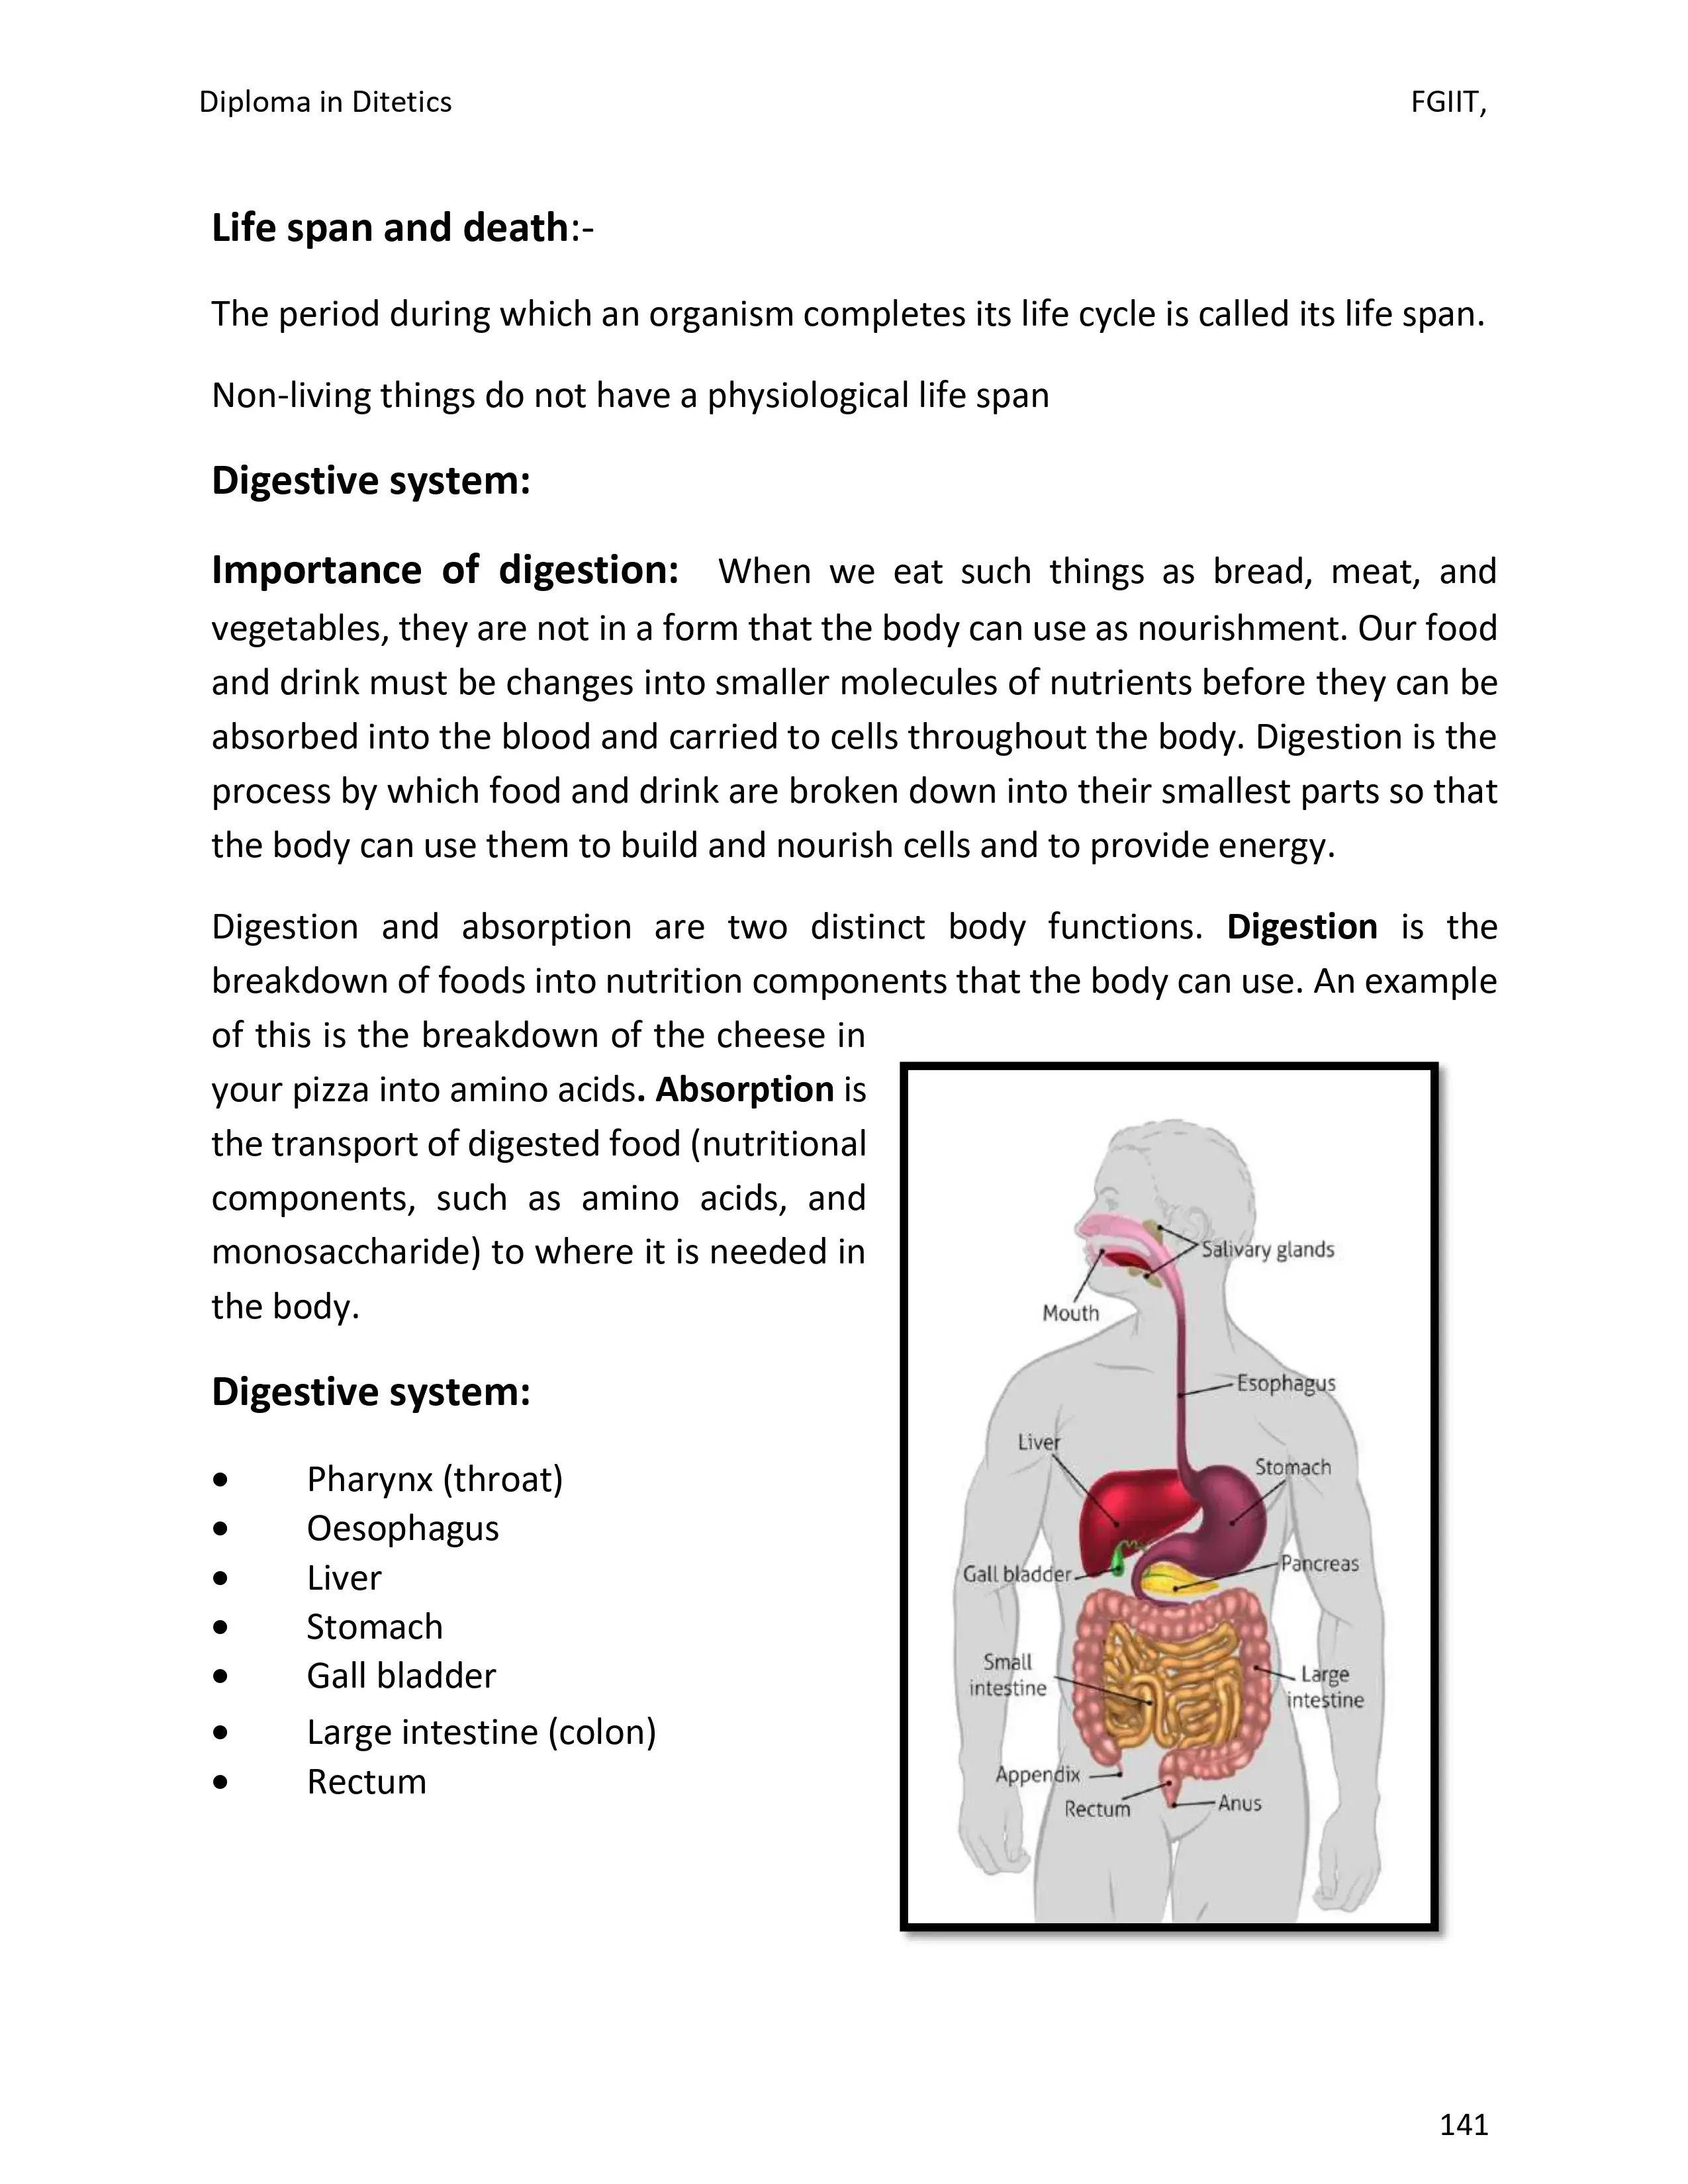 Diploma in Ditetics FGIIT,
Life span and death:-
The period during which an organism completes its life cycle is called its life span.
Non-living things do not have a physiological life span
Digestive system:
Importance of digestion: When we eat such things as bread, meat, and
vegetables, they are not in a form that the body can use as nourishment. Our food
and drink must be changes into smaller molecules of nutrients before they can be
absorbed into the blood and carried to cells throughout the body. Digestion is the
process by which food and drink are broken down into their smallest parts so that
the body can use them to build and nourish cells and to provide energy.
Digestion and absorption are two distinct body functions. Digestion is the
breakdown of foods into nutrition components that the body can use. An example
of this is the breakdown of the cheese in
your pizza into amino acids. Absorption is
the transport of digested food (nutritional
components, such as amino acids, and
monosaccharide) to where it is needed in
the body.
Digestive system:
• Pharynx (throat)
• Oesophagus
• Liver
• Stomach
• Gall bladder
• Large intestine (colon)
• Rectum
Salivary glands
Mouth
Esophagus
Liver
Stomach
Gall bladder
Pancreas
Small
intestine
Large
intestine
Appendix
Rectum
Anus
141